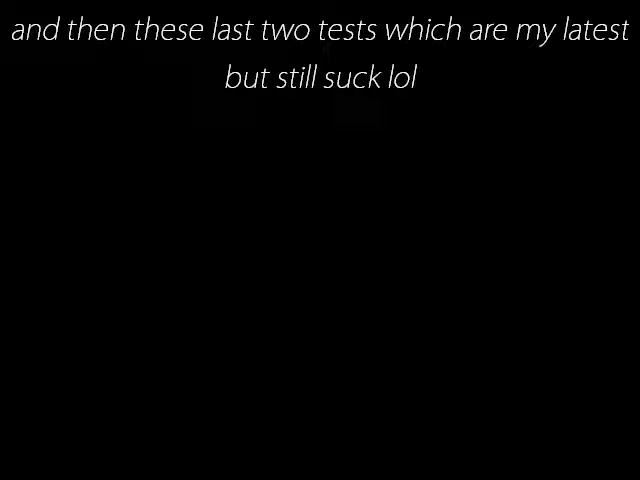 and then these last two tests which are my latest
but still suck lol